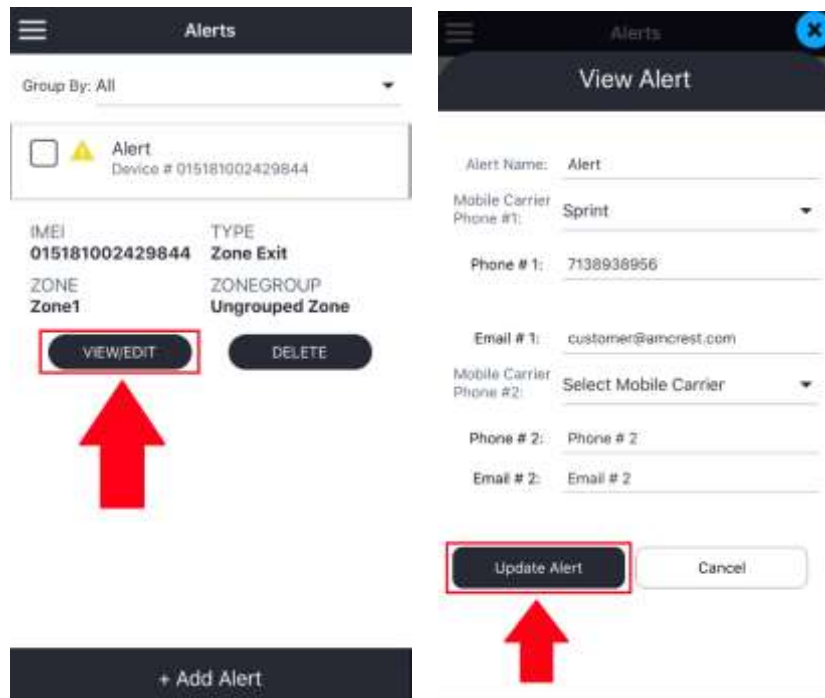 Alerts
Group By: All
Alert
Device # 015181002429844
IMEI
015181002429844
TYPE
Zone Exit
ZONE
Zone1
ZONEGROUP
Ungrouped Zone
VIEW/EDIT
DELETE
+ Add Alert
Alerts
View Alert
Alert Name: Alert
Mobile Carrier
Phone #1: Sprint
Phone # 1: 7138938956
Email # 1: customer@amcrest.com
Mobile Carrier
Phone #2: Select Mobile Carrier
Phone # 2: Phone # 2
Email # 2: Email # 2
Update Alert
Cancel